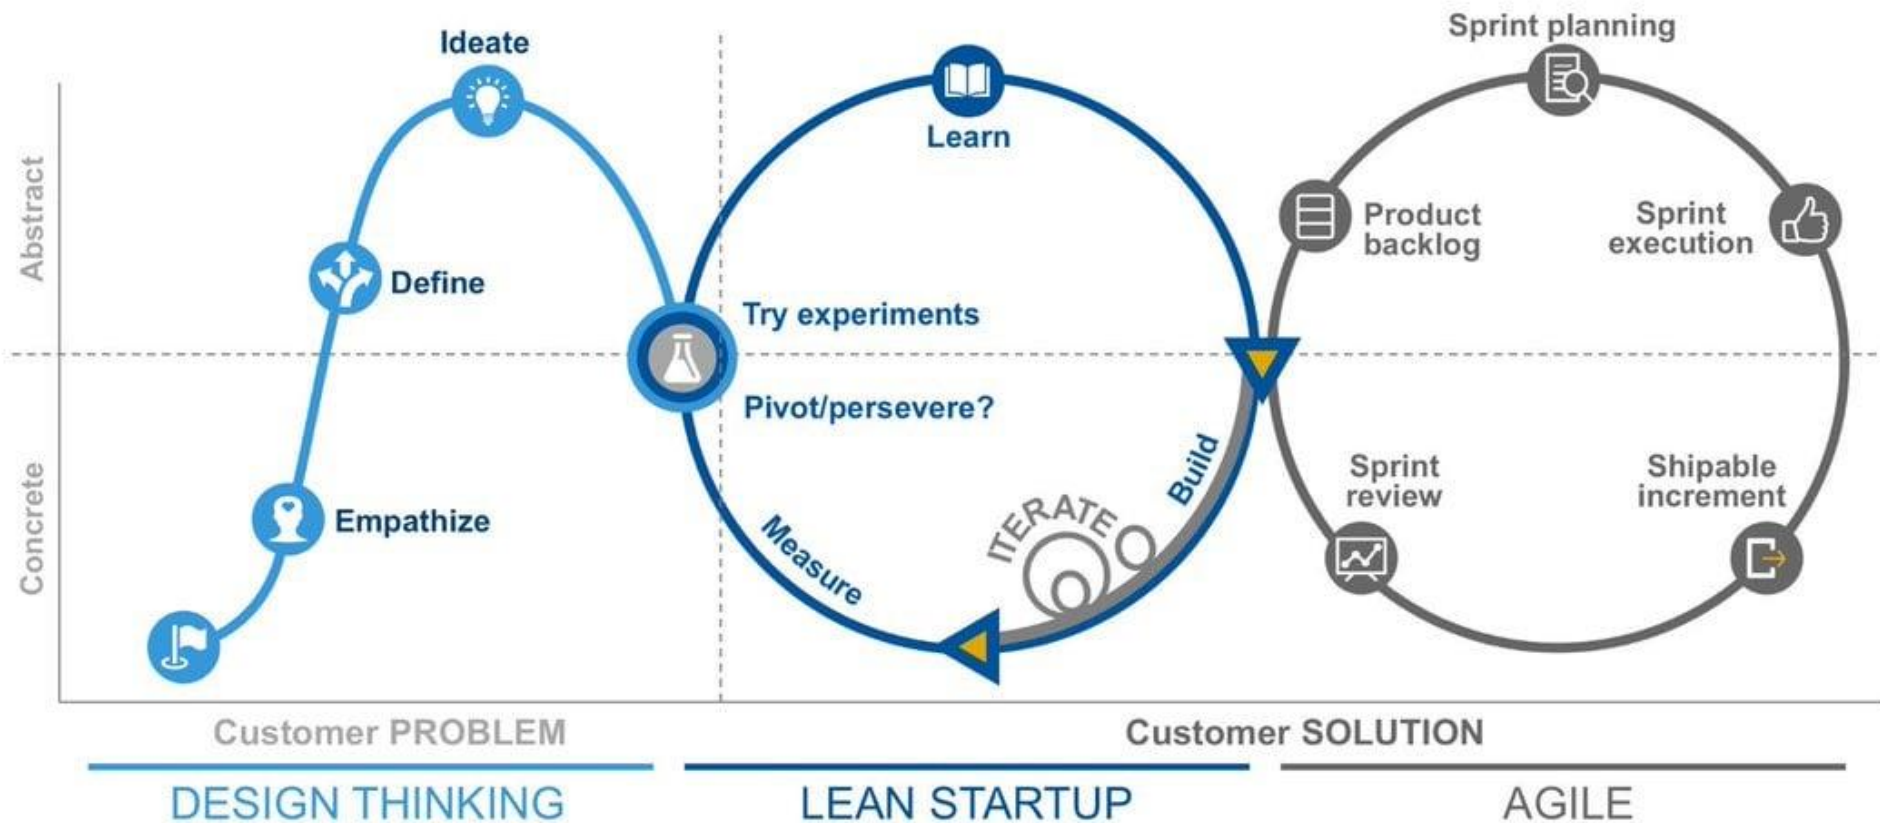 Ideate
Define
Empathize
Abstract
Concrete
Learn
Try experiments
Pivot/persevere?
Measure
ITERATE
Build
Sprint planning
Product
backlog
Sprint
execution
Sprint
review
Shipable
increment
Customer PROBLEM
Customer SOLUTION
DESIGN THINKING
LEAN STARTUP
AGILE